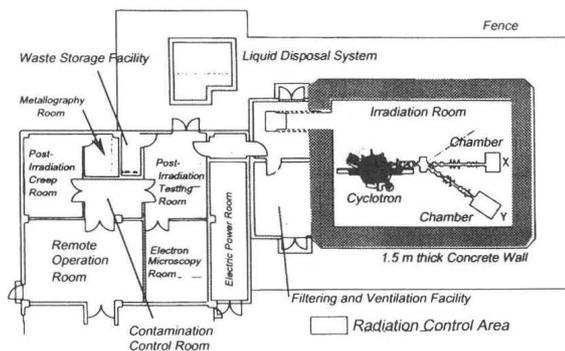 Fence
Waste Storage Facility
Liquid Disposal System
Metallography
Room
Irradiation Room
Post-
Irradiation
Creep
Room
Post-
Irradiation
Testing
Room
Chamber
X
Cyclotron
Chamber
Y
Electric Power Room
Remote
Operation
Room
Electron
Microscopy
Room
1.5 m thick Concrete Wall
Filtering and Ventilation Facility
Contamination
Control Room
Radiation Control Area